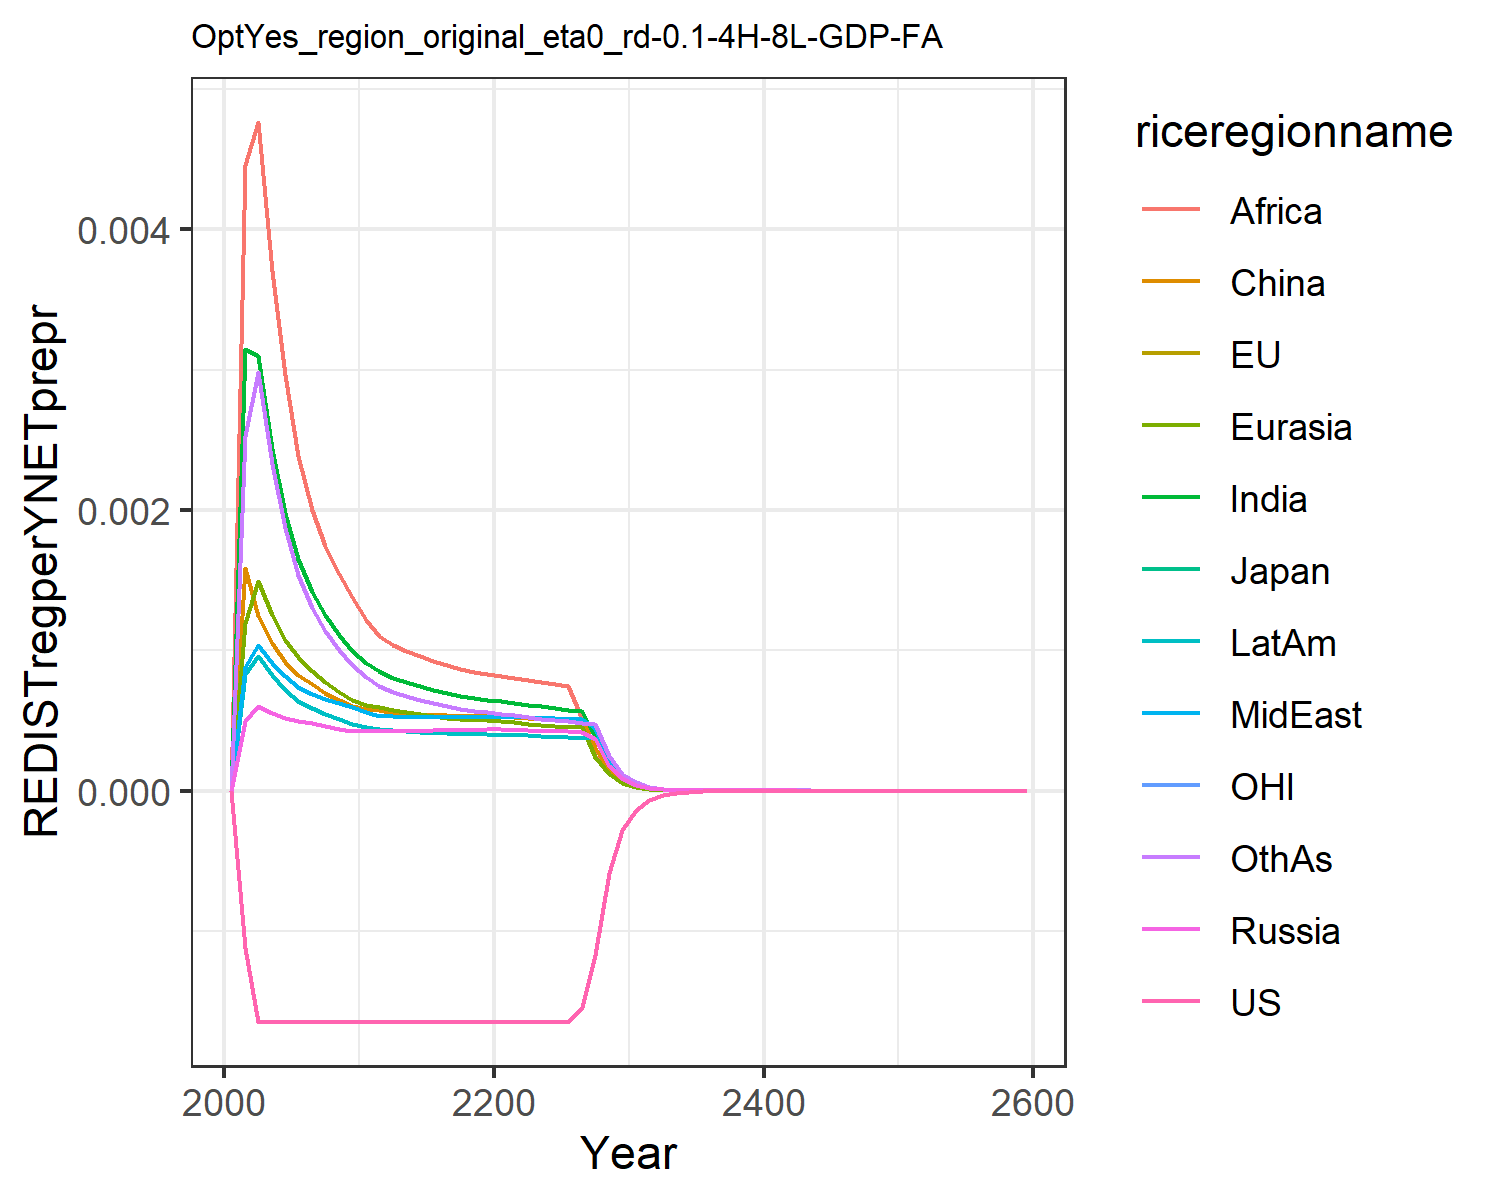 OptYes_region_original_eta0_rd-0.1-4H-8L-GDP-FA
REDISTregperYNETprepr
0.004
0.002
0.000
2000
2200
2400
2600
Year
riceregionname
Africa
China
EU
Eurasia
India
Japan
LatAm
MidEast
OHI
OthAs
Russia
US